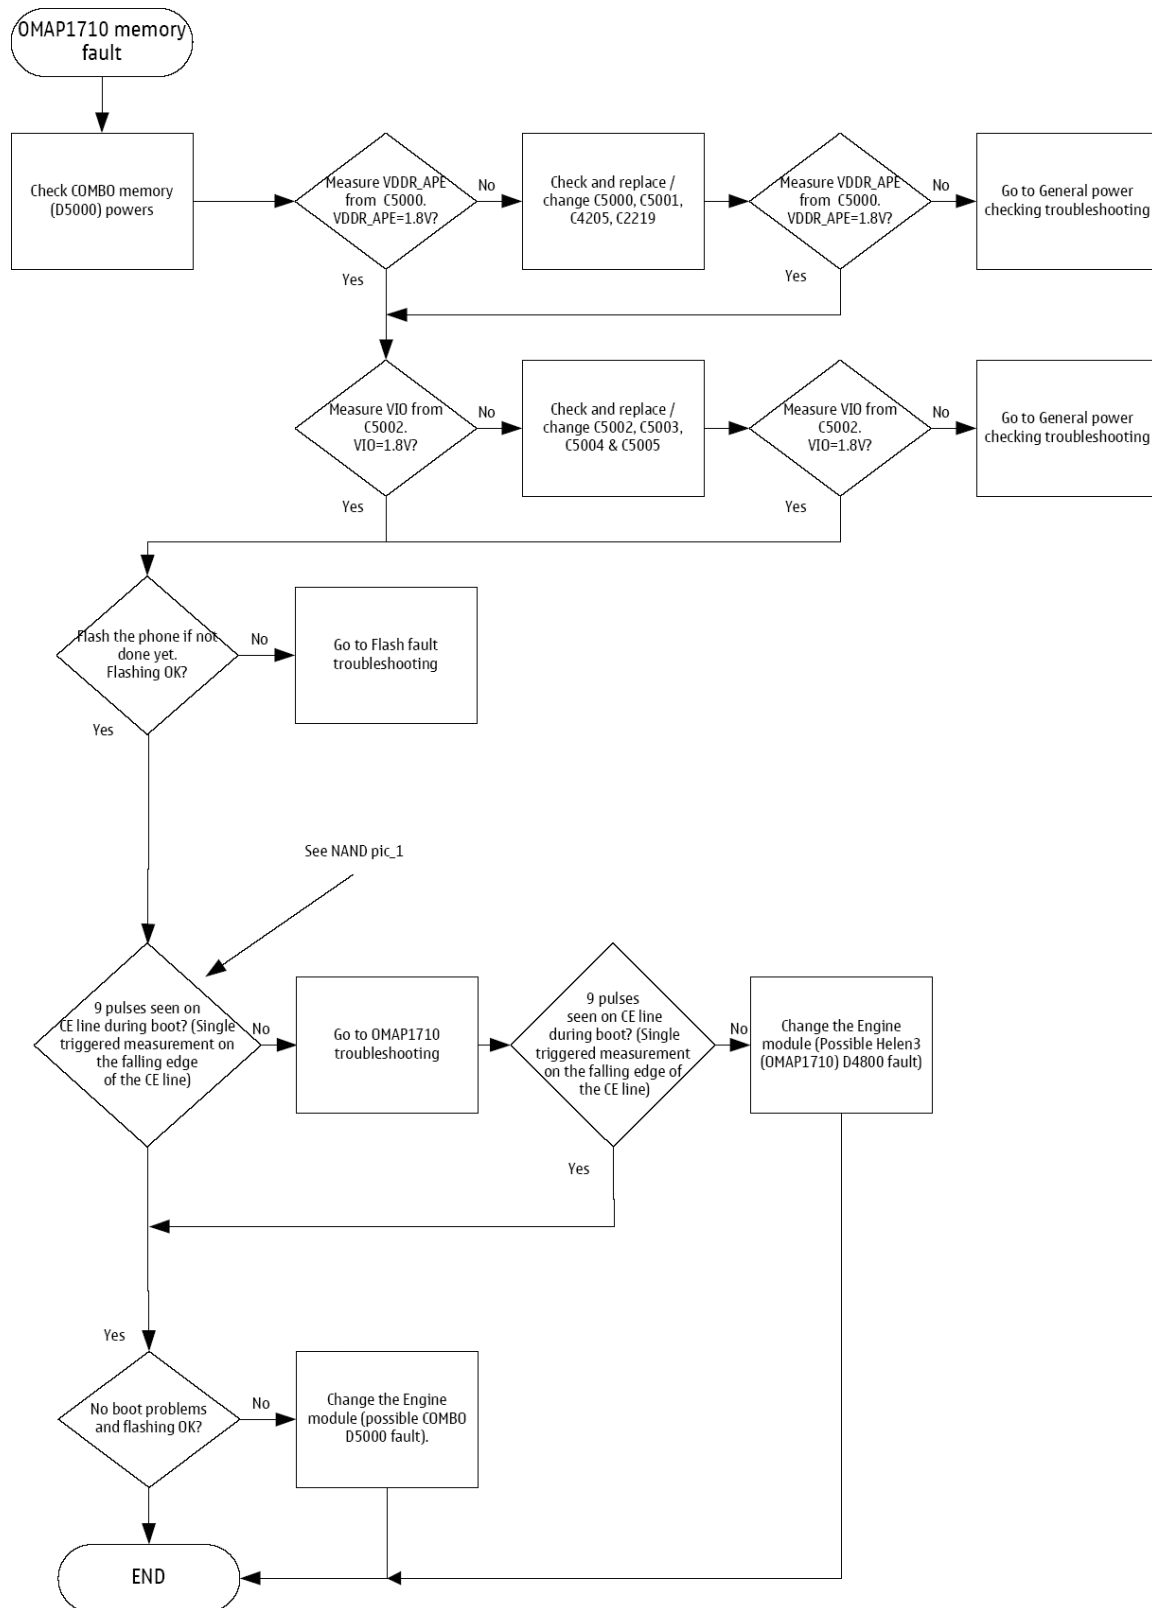 OMAP1710 memory
fault
Check COMBO memory
(D5000) powers
Measure VDDR_APE
from C5000.
VDDR_APE=1.8V?
No
Check and replace /
change C5000, C5001,
C4205, C2219
Measure VDDR_APE
from C5000.
VDDR_APE=1.8V?
No
Go to General power
checking troubleshooting
Yes
Yes
Measure VIO from
C5002.
VIO=1.8V?
No
Check and replace /
change C5002, C5003,
C5004 & C5005
Measure VIO from
C5002.
VIO=1.8V?
No
Go to General power
checking troubleshooting
Yes
Yes
Flash the phone if not
done yet.
Flashing OK?
No
Go to Flash fault
troubleshooting
Yes
See NAND pic_1
9 pulses seen on
CE line during boot? (Single
triggered measurement on
the falling edge
of the CE line)
No
Go to OMAP1710
troubleshooting
9 pulses
seen on CE line
during boot? (Single
triggered measurement
on the falling edge of
the CE line)
No
Change the Engine
module (Possible Helen3
(OMAP1710) D4800 fault)
Yes
Yes
No boot problems
and flashing OK?
No
Change the Engine
module (possible COMBO
D5000 fault).
END